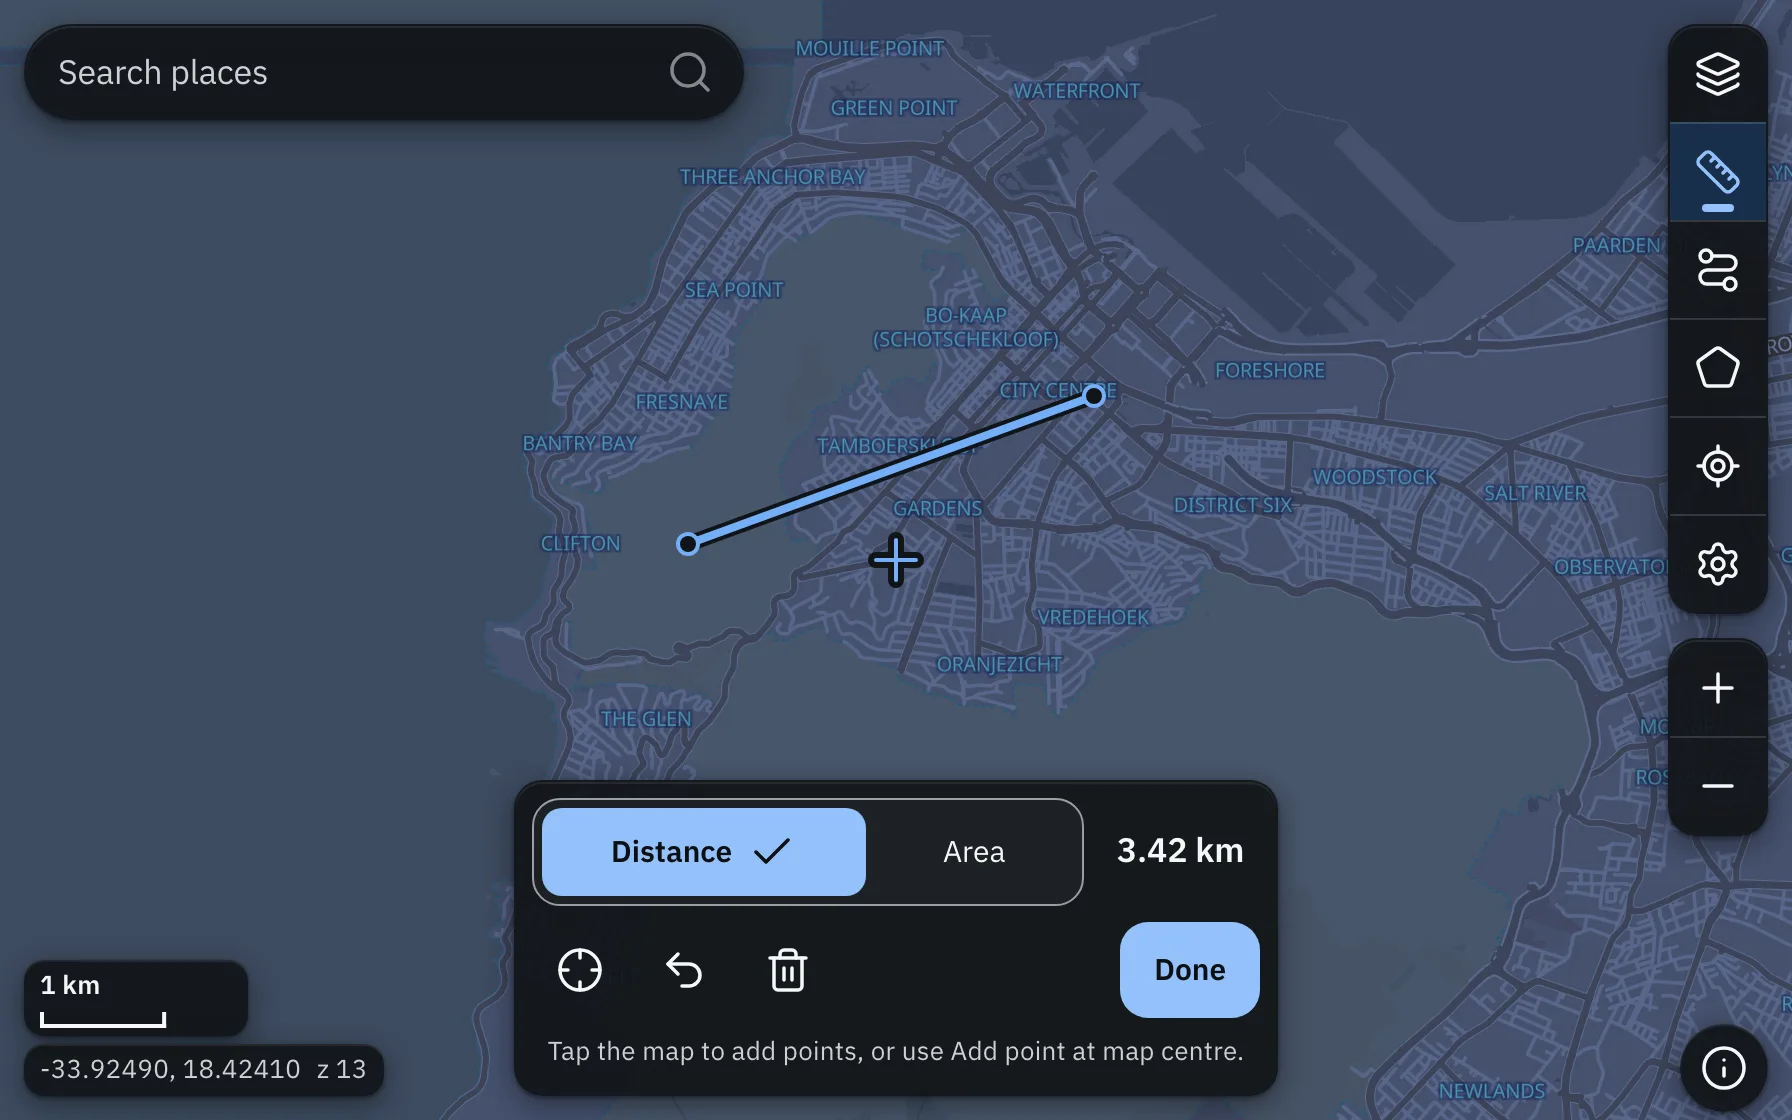 Search places
MOUILLE POINT
WATERFRONT
GREEN POINT
THREE ANCHOR BAY
PAARDEN
SEA POINT
BO-KAAP
(SCHOTSCHEKLOOF)
FORESHORE
CITY CENTRE
FRESNAYE
BANTRY BAY
WOODSTOCK
SALT RIVER
DISTRICT SIX
GARDENS
CLIFTON
VREDEHOEK
ORANJEZICHT
THE GLEN
Distance
Area
3.42 km
Done
Tap the map to add points, or use Add point at map centre.
1 km
-33.92490, 18.42410 z 13
NEWLANDS